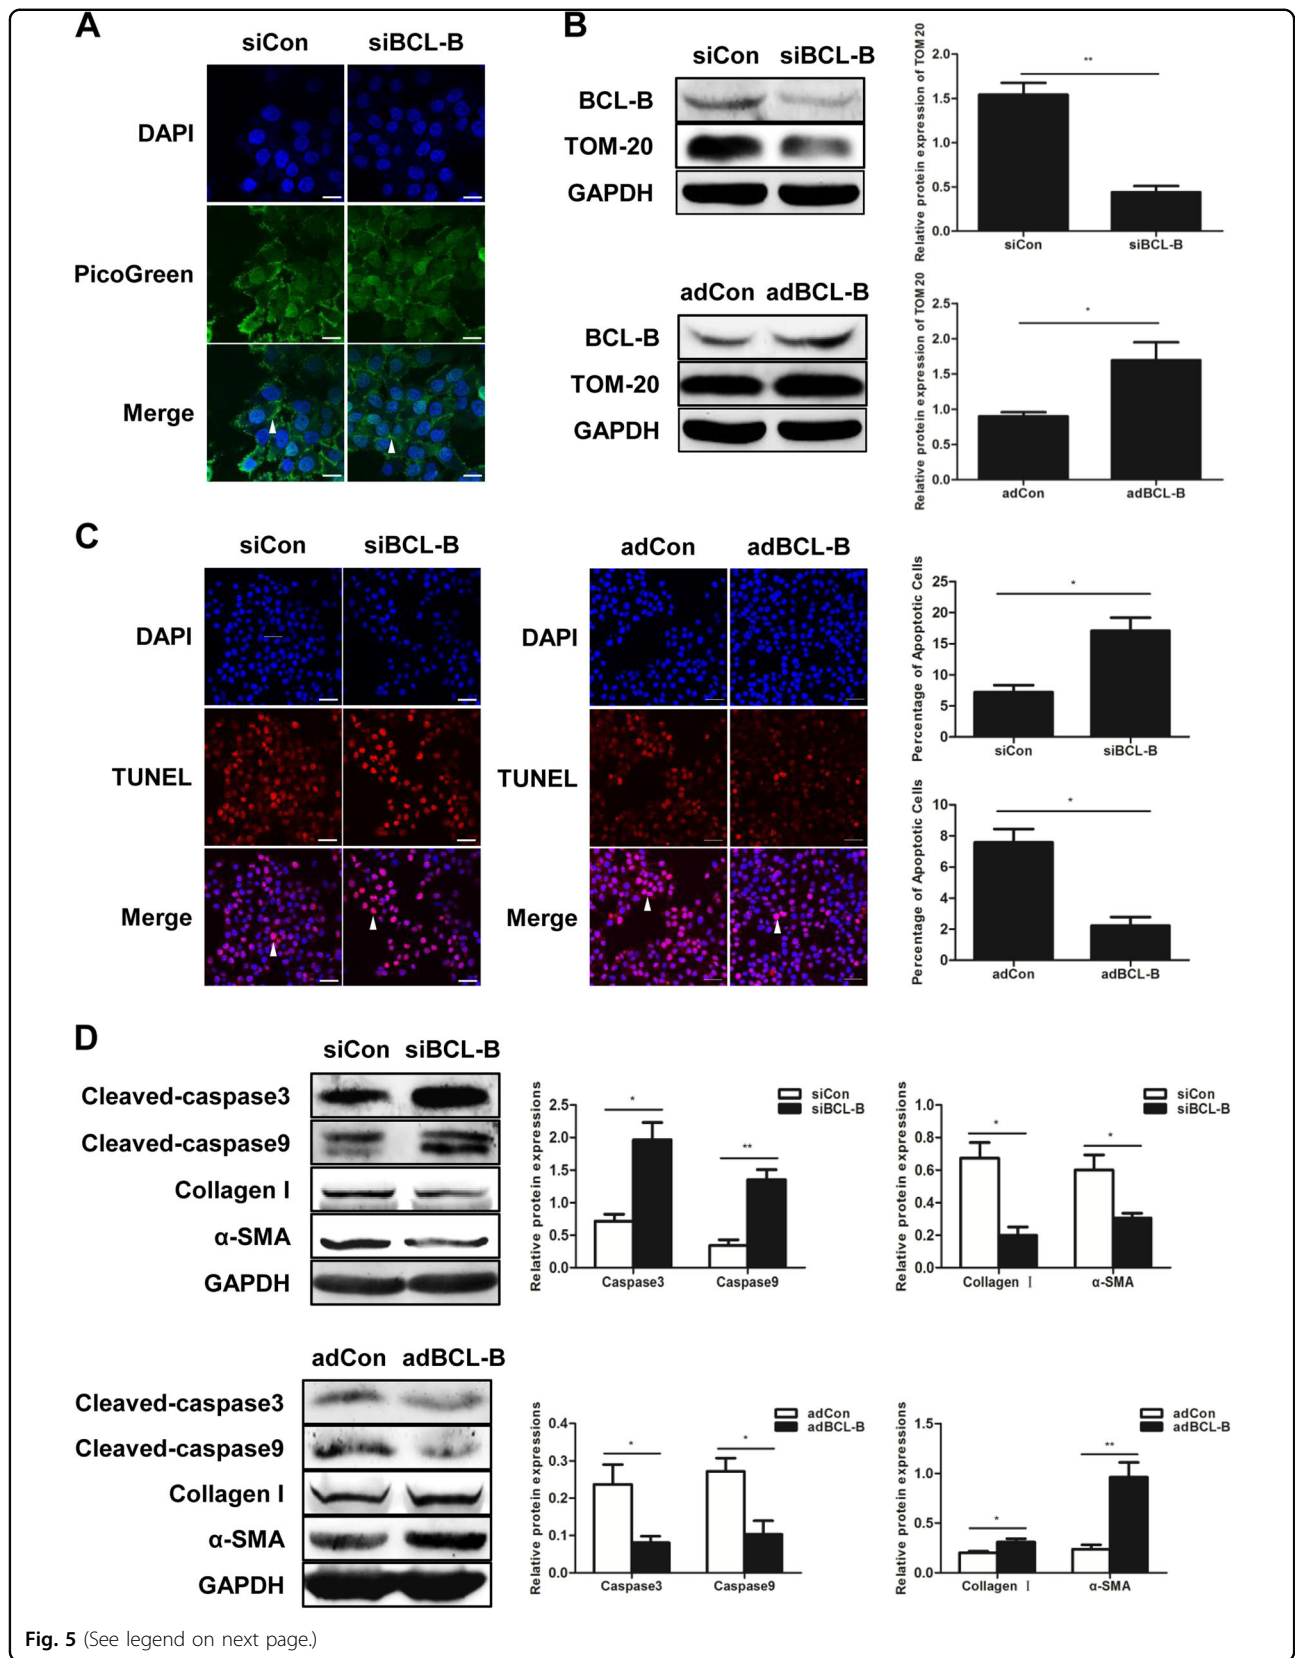 A
siCon siBCL-B
DAPI
PicoGreen
Merge
B
siCon siBCL-B
BCL-B
TOM-20
GAPDH
Relative protein expression of TOM20
2.0
1.5
1.0
0.5
0.0
**
siCon siBCL-B
adCon adBCL-B
BCL-B
TOM-20
GAPDH
Relative protein expression of TOM20
2.5
2.0
1.5
1.0
0.5
0.0
*
adCon adBCL-B
C
siCon siBCL-B
DAPI
TUNEL
Merge
adCon adBCL-B
DAPI
TUNEL
Merge
Percentage of Apoptotic Cells
25
20
15
10
5
0
*
siCon siBCL-B
Percentage of Apoptotic Cells
10
8
6
4
2
0
*
adCon adBCL-B
D
siCon siBCL-B
Cleaved-caspase3
Cleaved-caspase9
Collagen I
α-SMA
GAPDH
Relative protein expressions
2.5
2.0
1.5
1.0
0.5
0.0
siCon
siBCL-B
*
**
Caspase3 Caspase9
Relative protein expressions
1.0
0.8
0.6
0.4
0.2
0.0
siCon
siBCL-B
*
*
Collagen Ⅰ α-SMA
adCon adBCL-B
Cleaved-caspase3
Cleaved-caspase9
Collagen I
α-SMA
GAPDH
Relative protein expressions
0.4
0.3
0.2
0.1
0.0
adCon
adBCL-B
*
*
Caspase3 Caspase9
Relative protein expressions
1.5
1.0
0.5
0.0
adCon
adBCL-B
*
**
Collagen Ⅰ α-SMA
Fig. 5 (See legend on next page.)